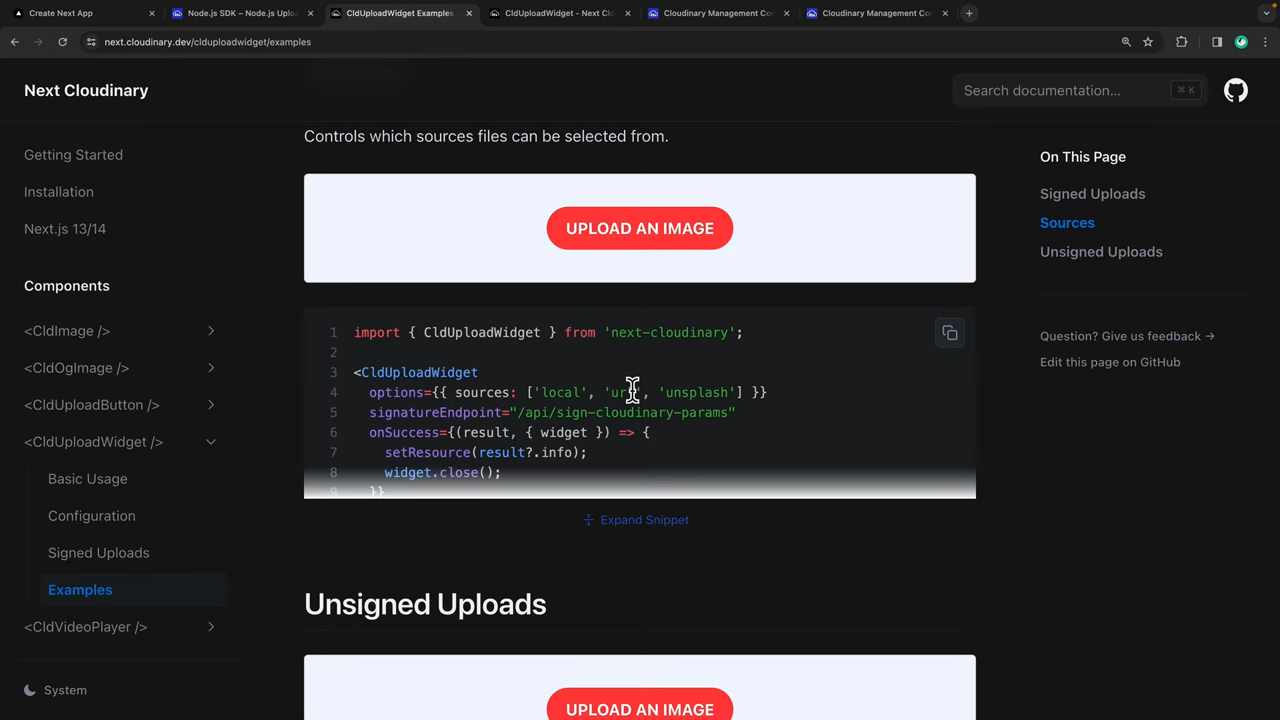 Create Next App
Node.js SDK – Node.js Uplo
CldUploadWidget Examples
CldUploadWidget - Next Clo
Cloudinary Management Co
Cloudinary Management Co
next.cloudinary.dev/clduploadwidget/examples
Next Cloudinary
Search documentation...
⌘ K
Getting Started
Installation
Next.js 13/14
Components
<CldImage />
<CldOgImage />
<CldUploadButton />
<CldUploadWidget />
Basic Usage
Configuration
Signed Uploads
Examples
<CldVideoPlayer />
System
Controls which sources files can be selected from.
UPLOAD AN IMAGE
1 import { CldUploadWidget } from 'next-cloudinary';
2
3 <CldUploadWidget
4 options={{ sources: ['local', 'url', 'unsplash'] }}
5 signatureEndpoint="/api/sign-cloudinary-params"
6 onSuccess={(result, { widget }) => {
7 setResource(result?.info);
8 widget.close();
9 }}
Expand Snippet
Unsigned Uploads
UPLOAD AN IMAGE
On This Page
Signed Uploads
Sources
Unsigned Uploads
Question? Give us feedback →
Edit this page on GitHub